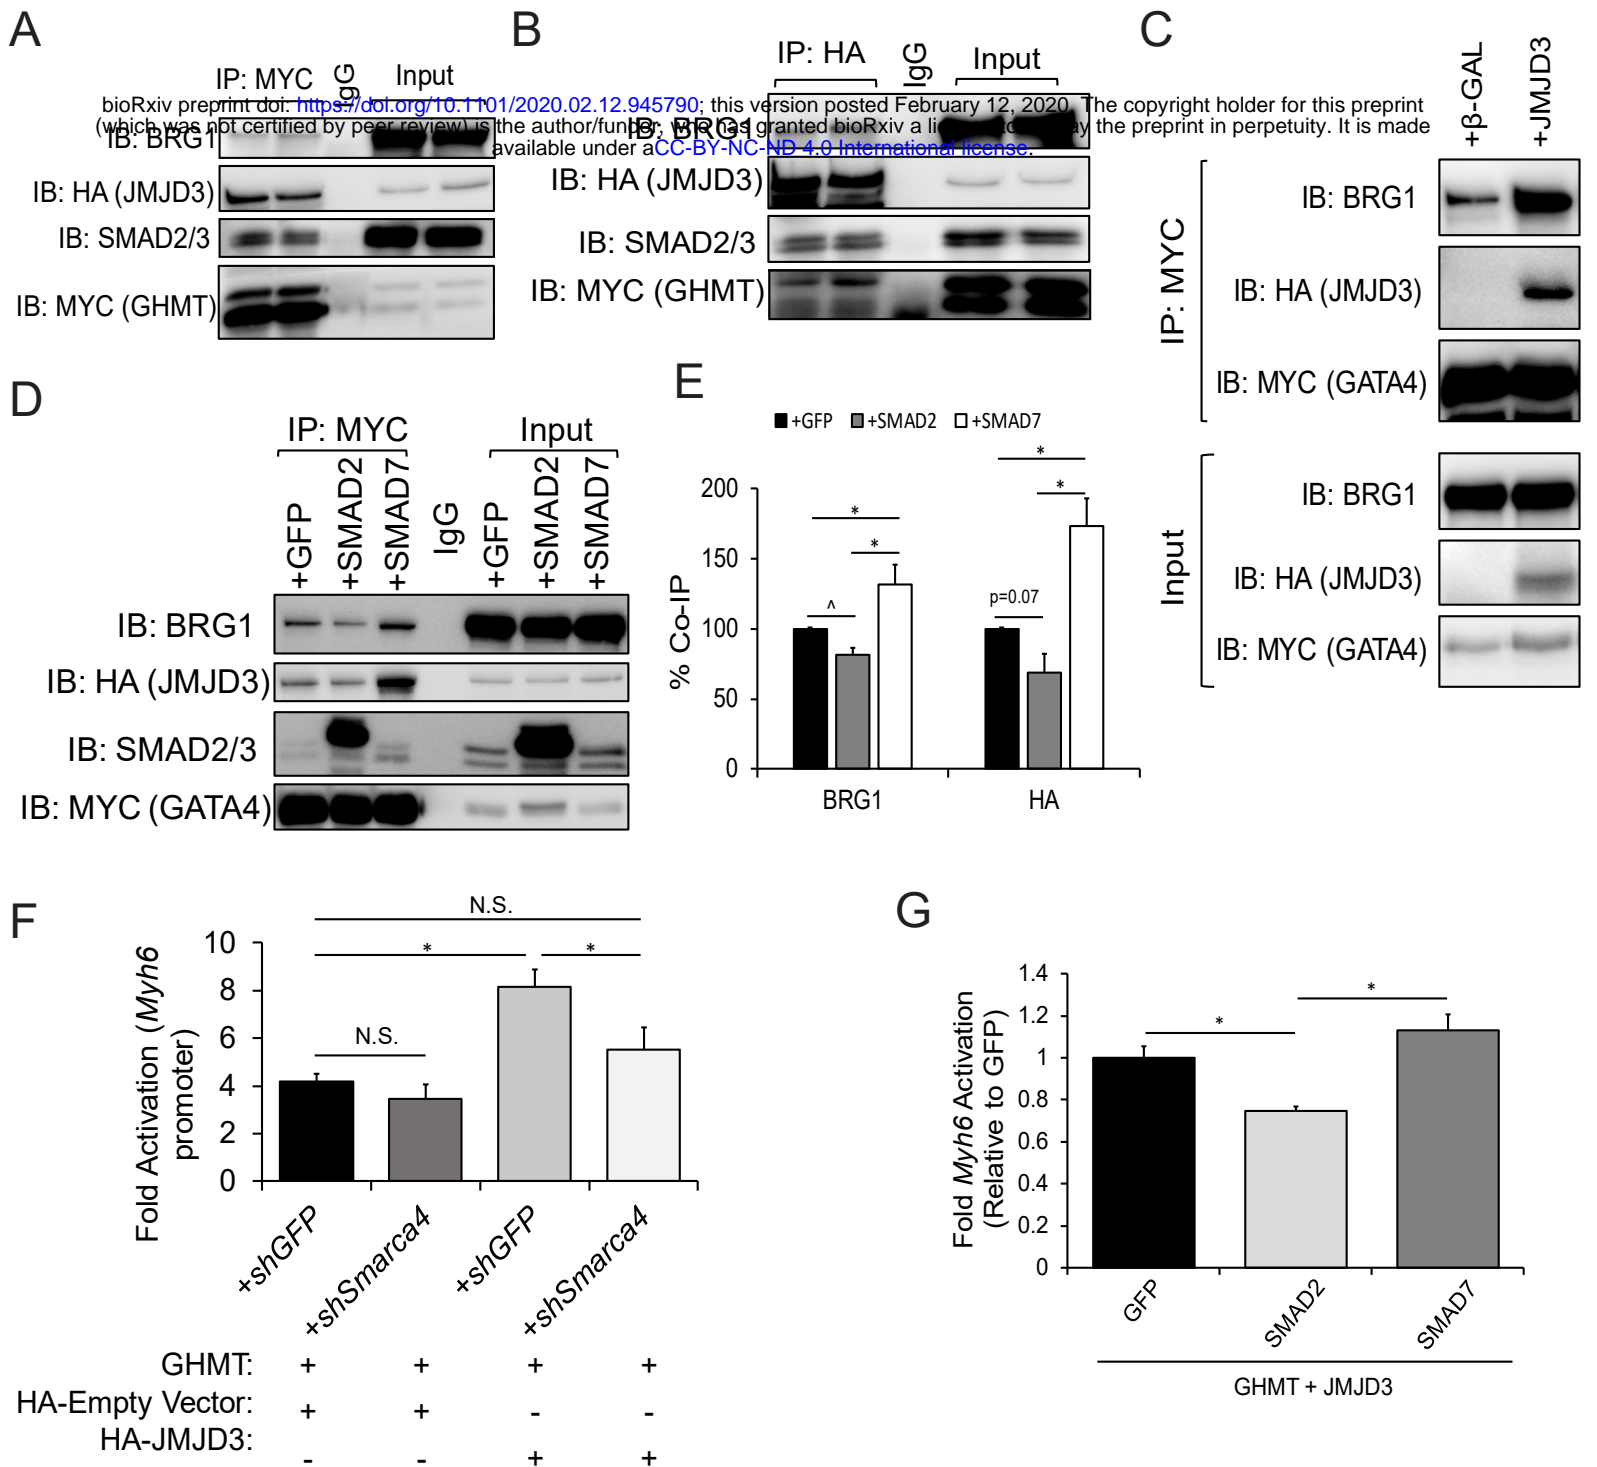 A
IP: MYC
IgG
Input
bioRxiv preprint doi: https://doi.org/10.1101/2020.02.12.945790; this version posted February 12, 2020. The copyright holder for this preprint
(which was not certified by peer review) is the author/funder, who has granted bioRxiv a license to display the preprint in perpetuity. It is made
available under aCC-BY-NC-ND 4.0 International license.
IB: BRG1
IB: HA (JMJD3)
IB: SMAD2/3
IB: MYC (GHMT)
B
IP: HA
IgG
Input
IB: BRG1
IB: HA (JMJD3)
IB: SMAD2/3
IB: MYC (GHMT)
C
+β-GAL
+JMJD3
IP: MYC
IB: BRG1
IB: HA (JMJD3)
IB: MYC (GATA4)
Input
IB: BRG1
IB: HA (JMJD3)
IB: MYC (GATA4)
D
IP: MYC
Input
+GFP
+SMAD2
+SMAD7
IgG
+GFP
+SMAD2
+SMAD7
IB: BRG1
IB: HA (JMJD3)
IB: SMAD2/3
IB: MYC (GATA4)
E
+GFP +SMAD2 +SMAD7
% Co-IP
200
150
100
50
0
* * ^
* * p=0.07
BRG1 HA
F
Fold Activation (Myh6
promoter)
10
8
6
4
2
0
N.S.
* *
N.S.
+shGFP
+shSmarca4
+shGFP
+shSmarca4
GHMT: + + + +
HA-Empty Vector: + + - -
HA-JMJD3: - - + +
G
Fold Myh6 Activation
(Relative to GFP)
1.4
1.2
1
0.8
0.6
0.4
0.2
0
* *
GFP
SMAD2
SMAD7
GHMT + JMJD3